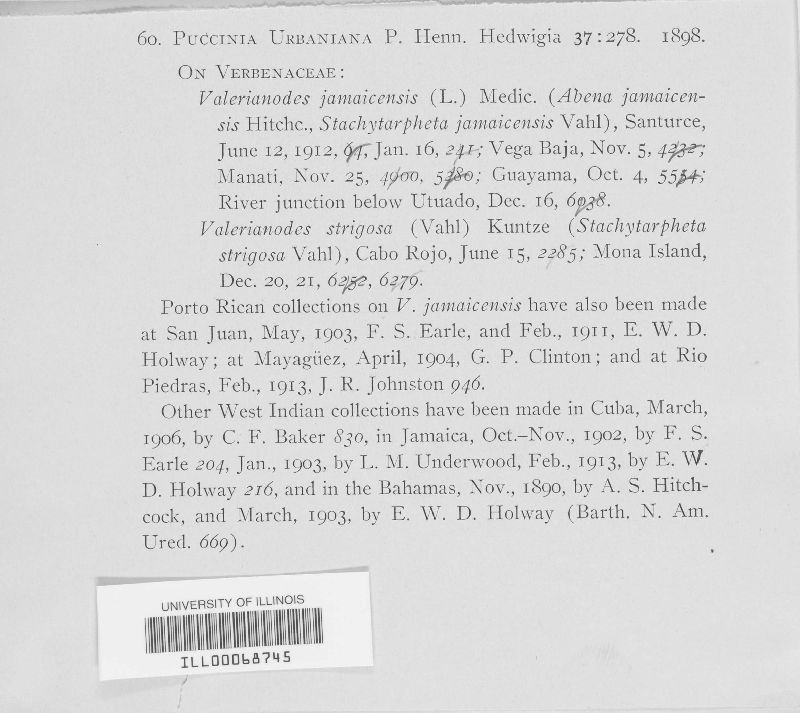 60. Puccinia Urbaniana P. Henn. Hedwigia 37:278. 1898.
On Verbenaceae:
Valerianodes jamaicensis (L.) Medic. (Abena jamaicen-
sis Hitchc., Stachytarpheta jamaicensis Vahl), Santurce,
June 12, 1912, Jan. 16, 241; Vega Baja, Nov. 5, 4232;
Manati, Nov. 25, 4900, 5280; Guayama, Oct. 4,
River junction below Utuado, Dec. 16, 6038.
Valerianodes strigosa (Vahl) Kuntze (Stachytarpheta
strigosa Vahl), Cabo Rojo, June 15, 2285; Mona Island,
Dec. 20, 21, 6252, 6279.
Porto Rican collections on V. jamaicensis have also been made
at San Juan, May, 1903, F. S. Earle, and Feb., 1911, E. W. D.
Holway; at Mayagüez, April, 1904, G. P. Clinton; and at Rio
Piedras, Feb., 1913, J. R. Johnston 946.
Other West Indian collections have been made in Cuba, March,
1906, by C. F. Baker 830, in Jamaica, Oct.–Nov., 1902, by F. S.
Earle 204, Jan., 1903, by L. M. Underwood, Feb., 1913, by E. W.
D. Holway 216, and in the Bahamas, Nov., 1890, by A. S. Hitch-
cock, and March, 1903, by E. W. D. Holway (Barth. N. Am.
Ured. 669).
UNIVERSITY OF ILLINOIS
ILL00068745